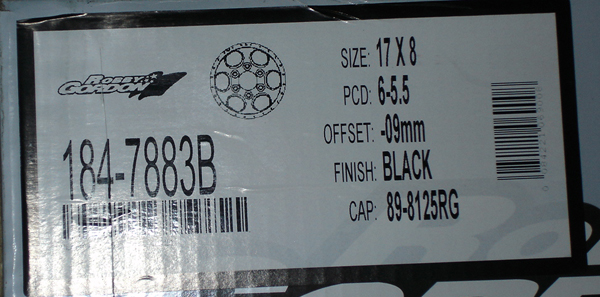 ROBBY
GORDON
184-7883B
SIZE: 17 X 8
PCD: 6-5.5
OFFSET: -09mm
FINISH: BLACK
CAP: 89-8125RG